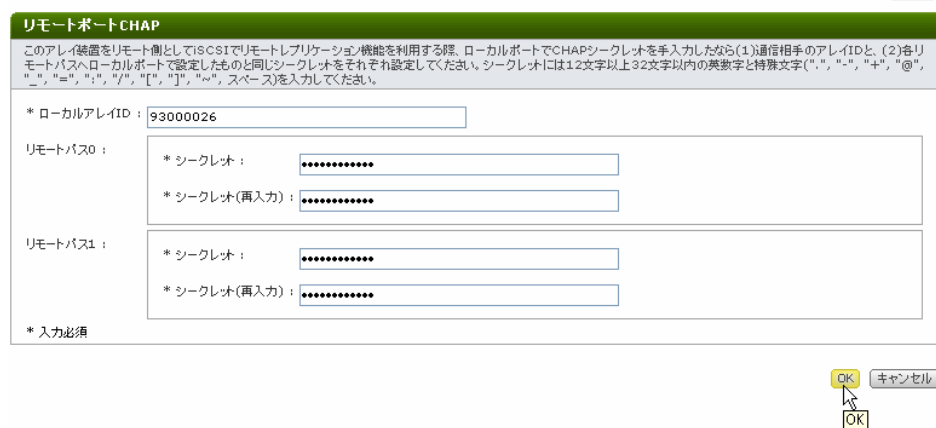 リモートポートCHAP
このアレイ装置をリモート側としてiSCSIでリモートレプリケーション機能を利用する際、ローカルポートでCHAPシークレットを手入力したなら(1)通信相手のアレイIDと、(2)各リ
モートパスへローカルポートで設定したものと同じシークレットをそれぞれ設定してください。シークレットには12文字以上32文字以内の英数字と特殊文字(".", "-", "+", "@",
"_", "=", ":", "/", "[", "]", "~", スペース)を入力してください。
* ローカルアレイID : 93000026
リモートパス0 :
* シークレット : ••••••••••••
* シークレット(再入力) : ••••••••••••
リモートパス1 :
* シークレット : ••••••••••••
* シークレット(再入力) : ••••••••••••
* 入力必須
OK キャンセル
OK